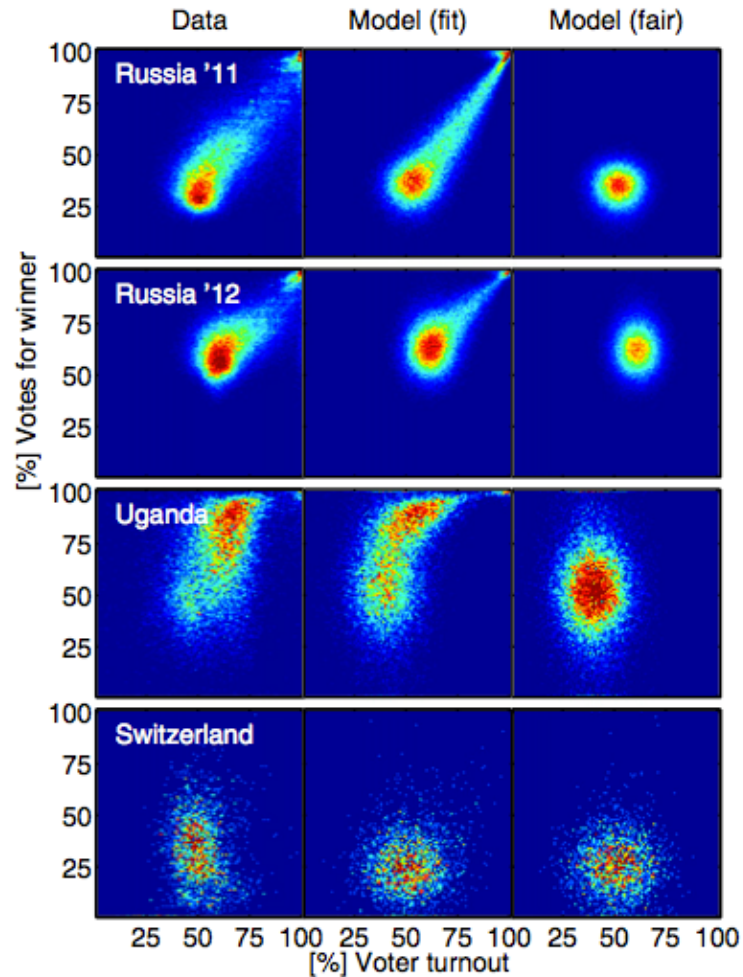 Data Model (fit) Model (fair)
[%] Votes for winner
100
Russia ’11
75
50
25
100
Russia ’12
75
50
25
100
Uganda
75
50
25
100
Switzerland
75
50
25
25 50 75 100 25 50 75 100 25 50 75 100
[%] Voter turnout